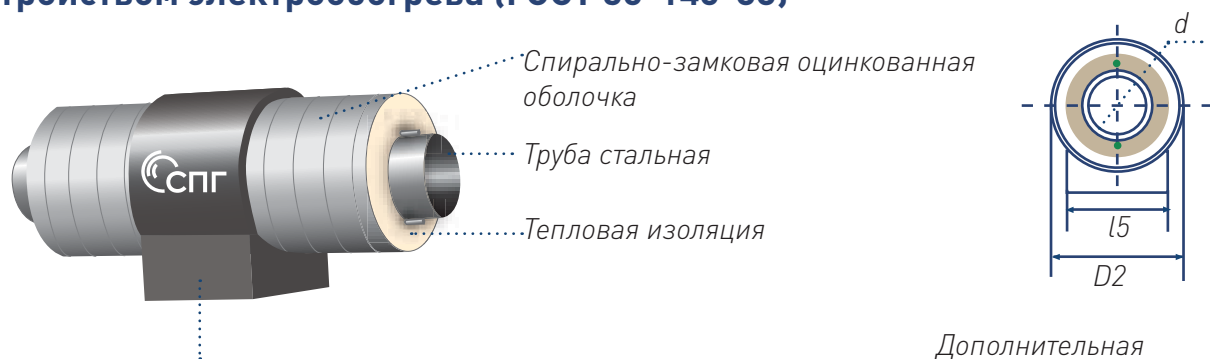 Спирально-замковая оцинкованная
оболочка
Труба стальная
Тепловая изоляция
СПГ
d
l5
D2
Дополнительная